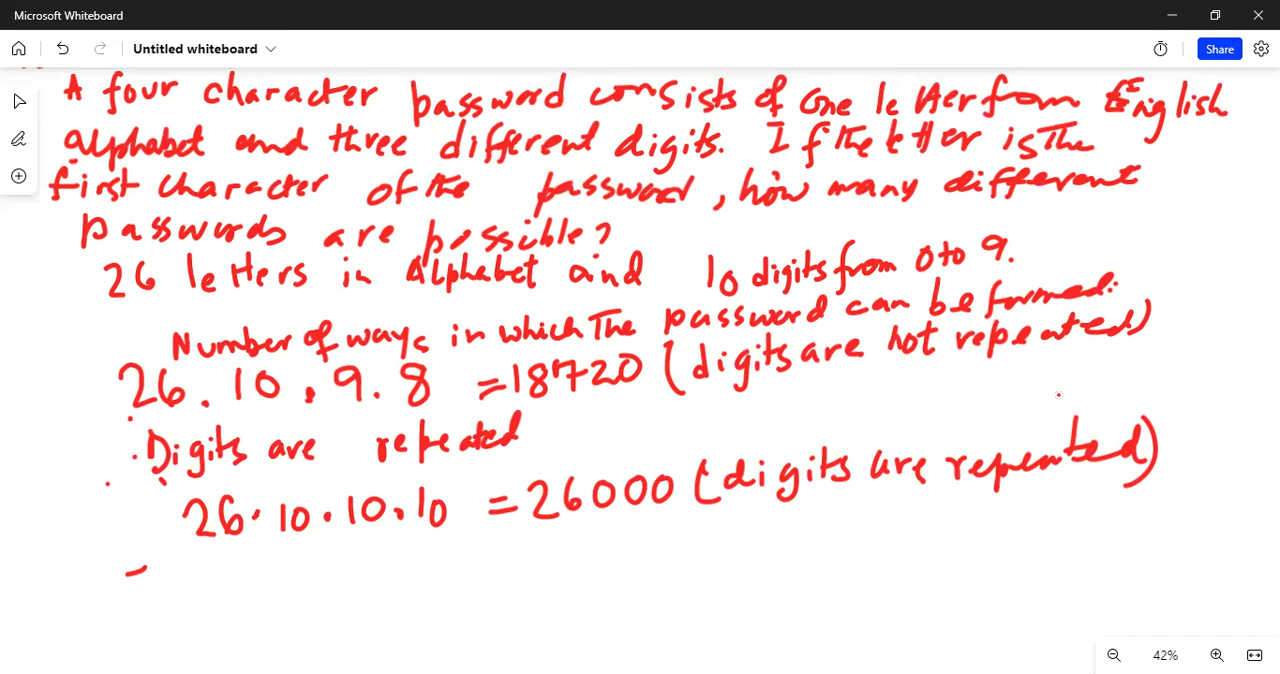 Microsoft Whiteboard
Untitled whiteboard
Share
A four character password consists of one letter from English
alphabet and three different digits. If the letter is The
first character of the password, how many different
passwords are possible?
26 letters in Alphabet and 10 digits from 0 to 9.
Number of ways in which The password can be formed.
26 . 10 . 9 . 8 = 18720 (digits are not repeated)
Digits are repeated
26 . 10 . 10 . 10 = 26000 (digits are repeated)
42%